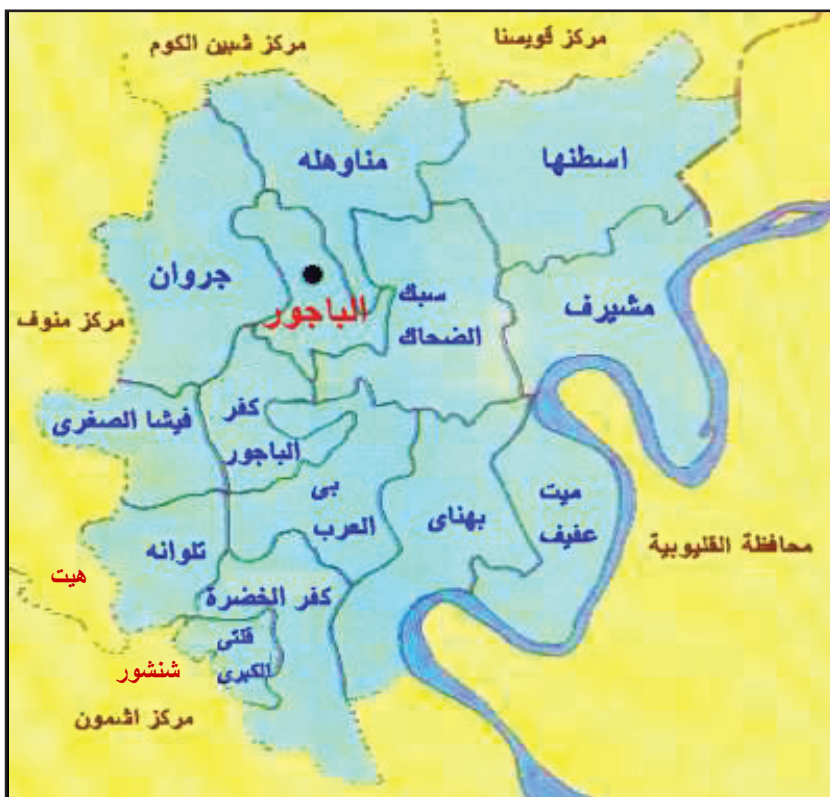 مركز شبين الكوم
مركز قويسنا
مناوهله
اسطنها
جروان
الباجور
سبك
الضحاك
مشيرف
مركز منوف
فيشا الصغرى
كفر
الباجور
بى
العرب
بهناى
ميت
عفيف
محافظة القليوبية
تلوانه
هيت
كفر الخضرة
قلتى
الكبرى
شنشور
مركز اشمون